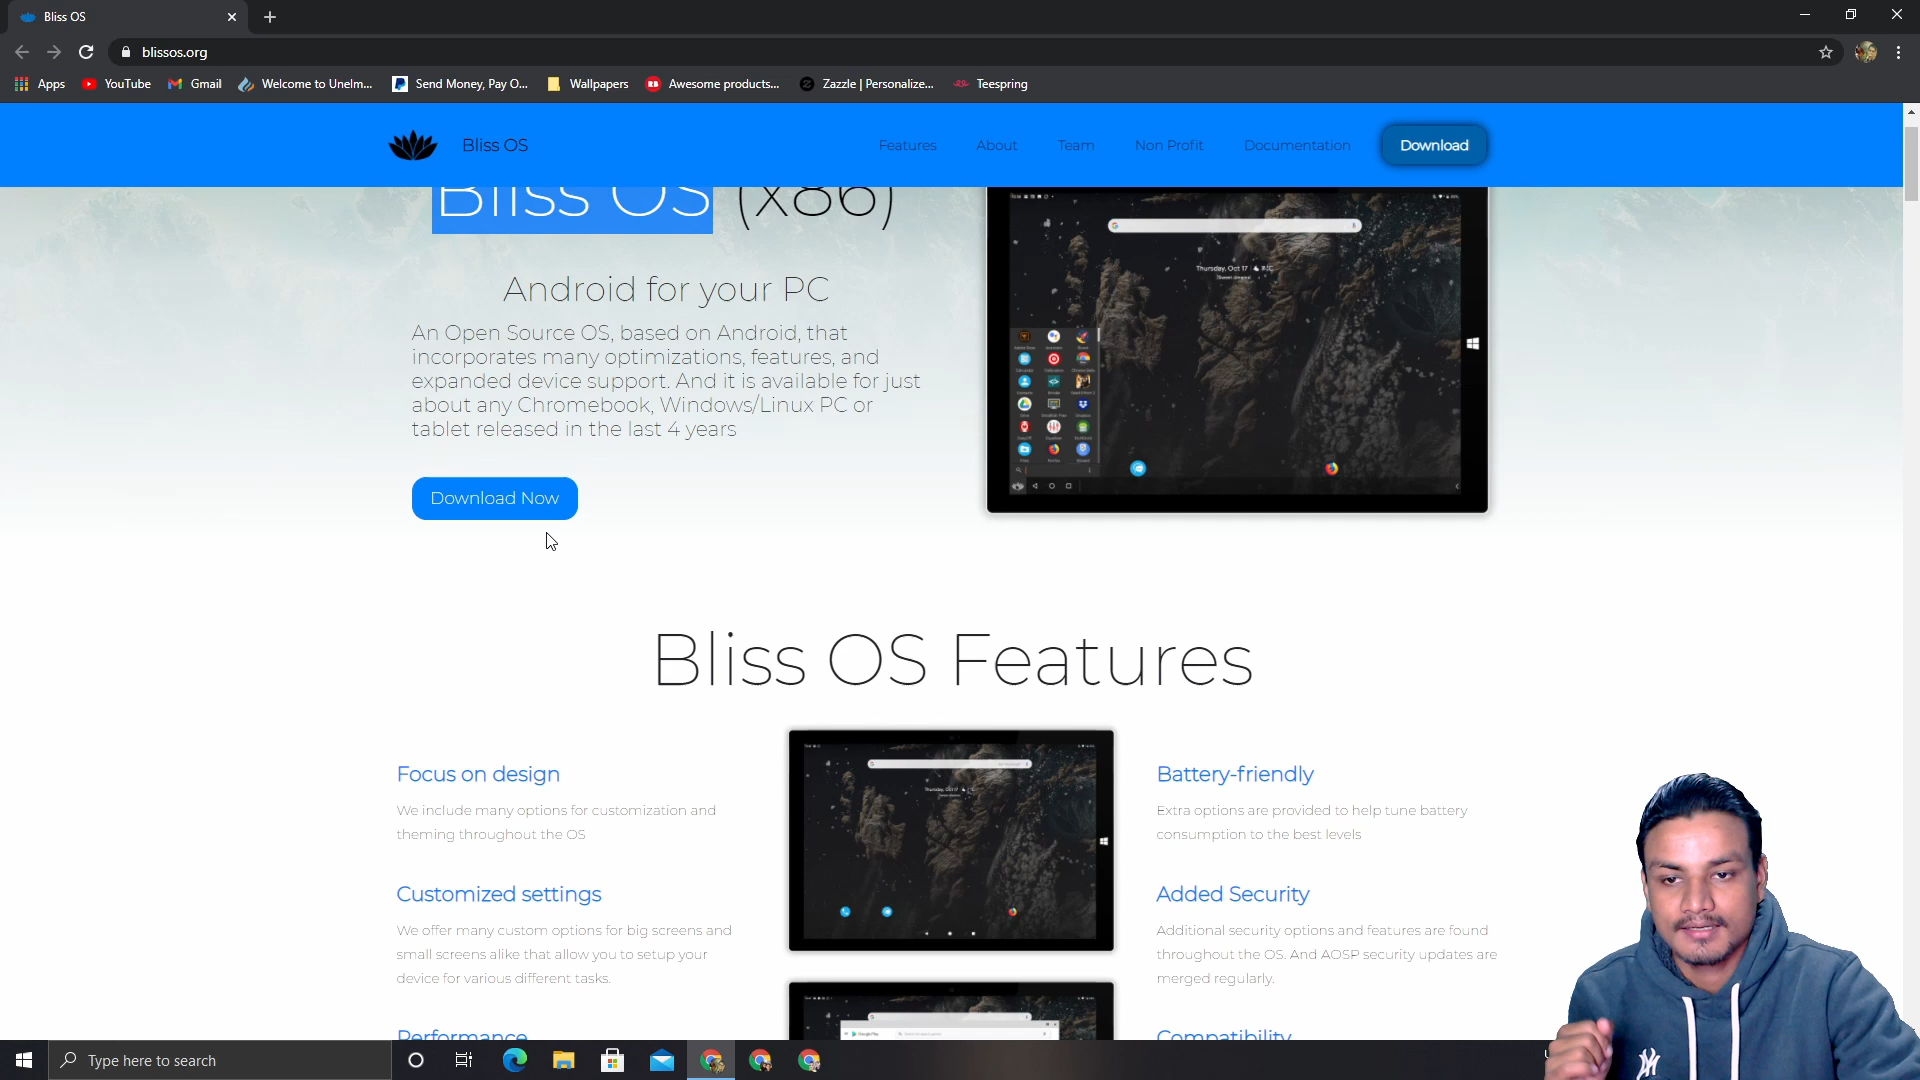 Bliss OS
blissos.org
Apps YouTube Gmail Welcome to Unelm... Send Money, Pay O... Wallpapers Awesome products... Zazzle | Personalize... Teespring
Bliss OS Features About Team Non Profit Documentation Download
Bliss OS (x86)
Android for your PC
An Open Source OS, based on Android, that
incorporates many optimizations, features, and
expanded device support. And it is available for just
about any Chromebook, Windows/Linux PC or
tablet released in the last 4 years
Download Now
Thursday, Oct 17
Bliss OS Features
Focus on design
We include many options for customization and
theming throughout the OS
Customized settings
We offer many custom options for big screens and
small screens alike that allow you to setup your
device for various different tasks.
Performance
Thursday, Oct 17
Battery-friendly
Extra options are provided to help tune battery
consumption to the best levels
Added Security
Additional security options and features are found
throughout the OS. And AOSP security updates are
merged regularly.
Compatibility
Type here to search